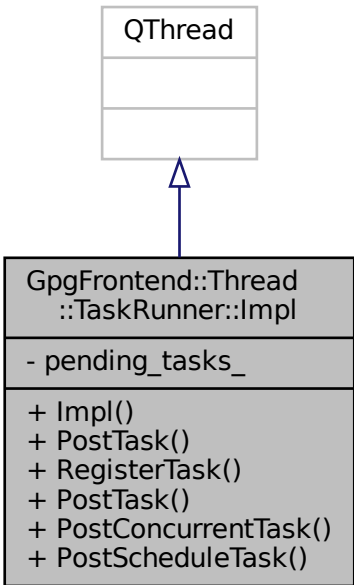 QThread
GpgFrontend::Thread
::TaskRunner::Impl
- pending_tasks_
+ Impl()
+ PostTask()
+ RegisterTask()
+ PostTask()
+ PostConcurrentTask()
+ PostScheduleTask()